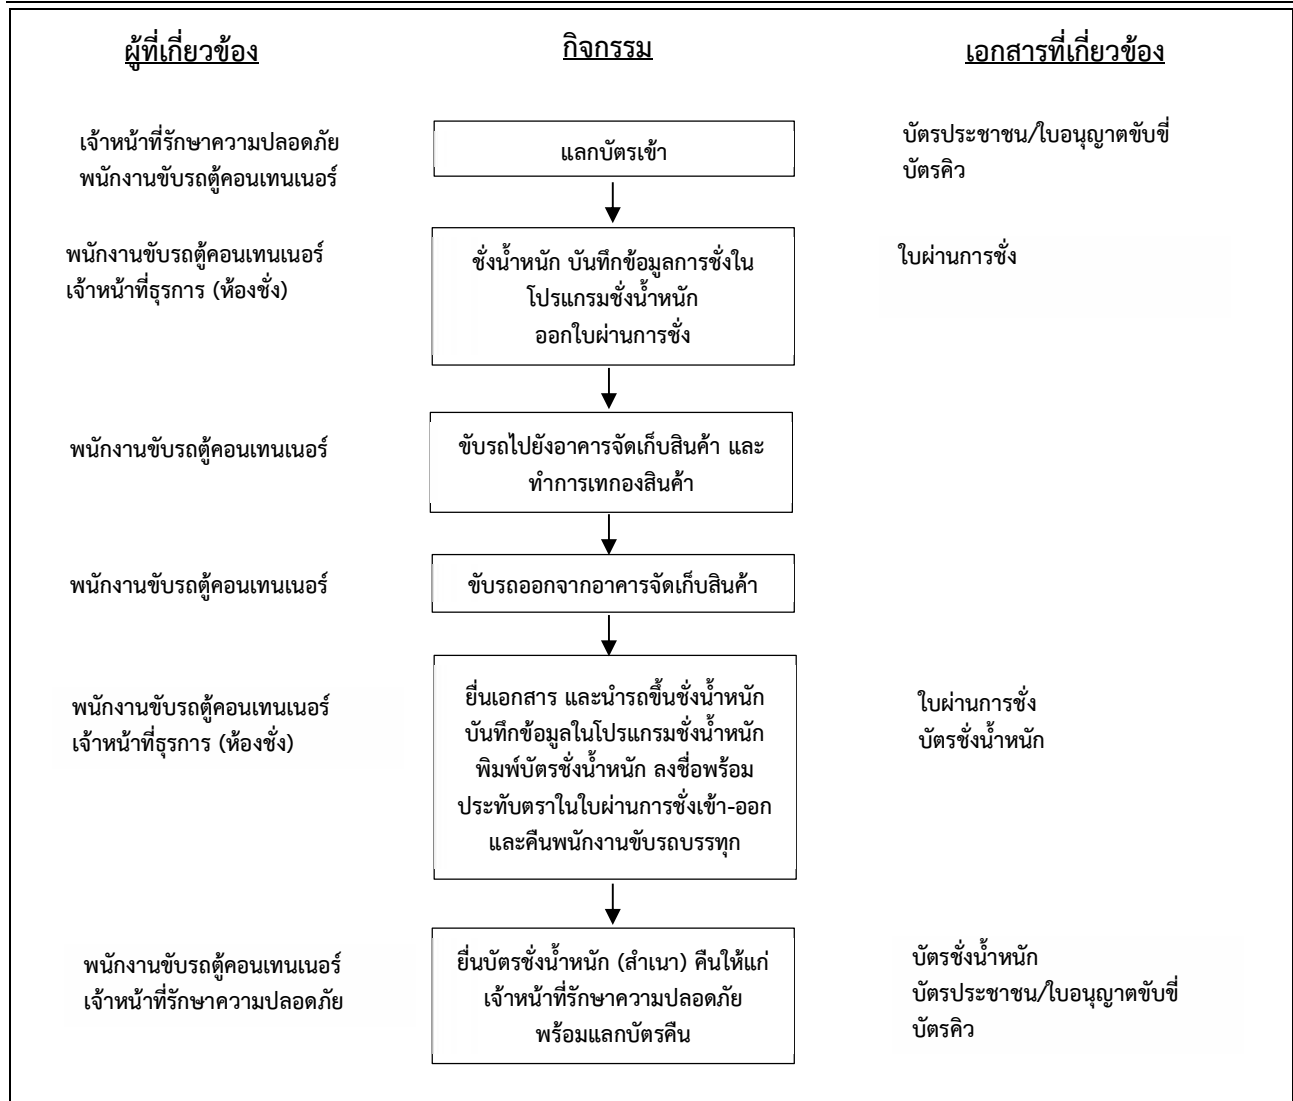 ผู้ที่เกี่ยวข้อง
กิจกรรม
เอกสารที่เกี่ยวข้อง
เจ้าหน้าที่รักษาความปลอดภัย
พนักงานขับรถตู้คอนเทนเนอร์
แลกบัตรเข้า
บัตรประชาชน/ใบอนุญาตขับขี่
บัตรคิว
พนักงานขับรถตู้คอนเทนเนอร์
เจ้าหน้าที่ธุรการ (ห้องชั่ง)
ชั่งน้ำหนัก บันทึกข้อมูลการชั่งใน
โปรแกรมชั่งน้ำหนัก
ออกใบผ่านการชั่ง
ใบผ่านการชั่ง
พนักงานขับรถตู้คอนเทนเนอร์
ขับรถไปยังอาคารจัดเก็บสินค้า และ
ทำการเทกองสินค้า
พนักงานขับรถตู้คอนเทนเนอร์
ขับรถออกจากอาคารจัดเก็บสินค้า
พนักงานขับรถตู้คอนเทนเนอร์
เจ้าหน้าที่ธุรการ (ห้องชั่ง)
ยื่นเอกสาร และนำรถขึ้นชั่งน้ำหนัก
บันทึกข้อมูลในโปรแกรมชั่งน้ำหนัก
พิมพ์บัตรชั่งน้ำหนัก ลงชื่อพร้อม
ประทับตราในใบผ่านการชั่งเข้า-ออก
และคืนพนักงานขับรถบรรทุก
ใบผ่านการชั่ง
บัตรชั่งน้ำหนัก
พนักงานขับรถตู้คอนเทนเนอร์
เจ้าหน้าที่รักษาความปลอดภัย
ยื่นบัตรชั่งน้ำหนัก (สำเนา) คืนให้แก่
เจ้าหน้าที่รักษาความปลอดภัย
พร้อมแลกบัตรคืน
บัตรชั่งน้ำหนัก
บัตรประชาชน/ใบอนุญาตขับขี่
บัตรคิว